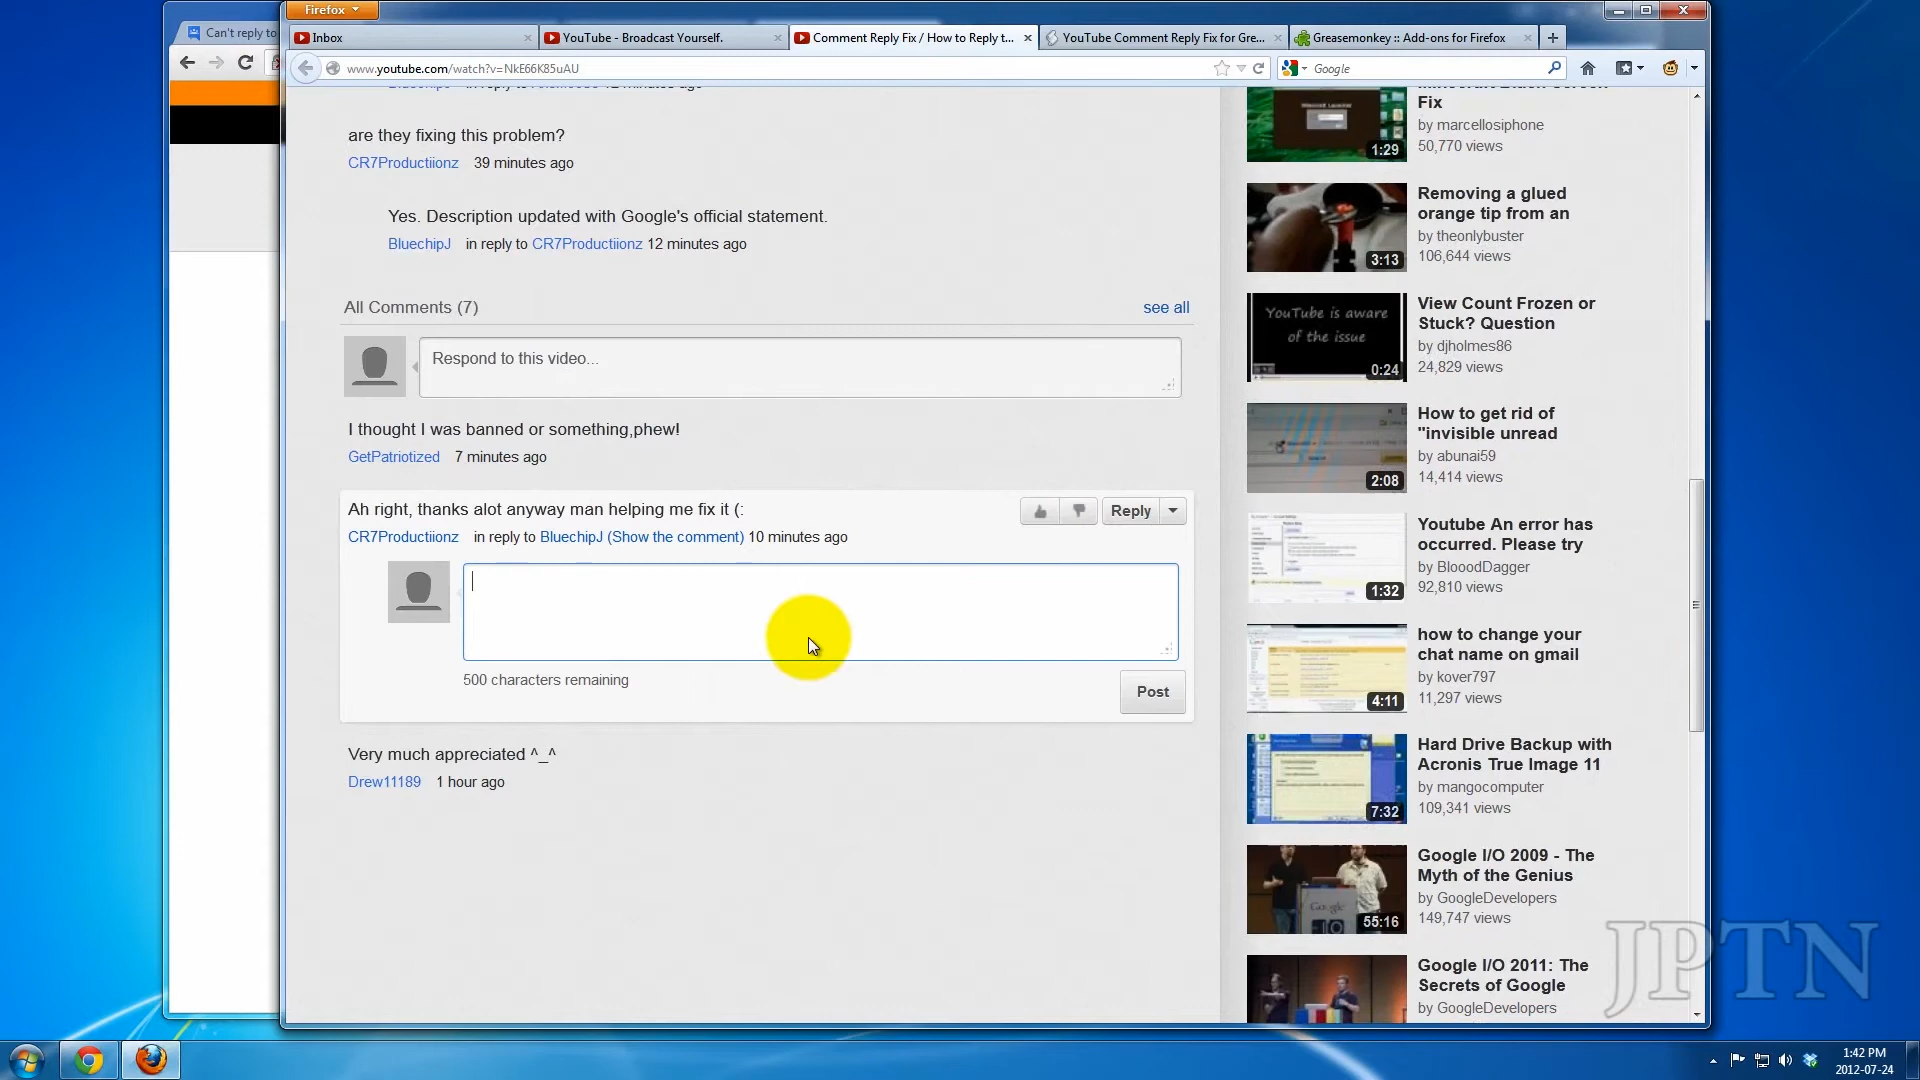 Firefox
Can't reply to
Inbox
YouTube - Broadcast Yourself.
Comment Reply Fix / How to Reply t...
YouTube Comment Reply Fix for Gre...
Greasemonkey :: Add-ons for Firefox
www.youtube.com/watch?v=NkE66K85uAU
Google
are they fixing this problem?
CR7Productiionz 39 minutes ago
Yes. Description updated with Google's official statement.
BluechipJ in reply to CR7Productiionz 12 minutes ago
All Comments (7)
see all
Respond to this video...
I thought I was banned or something,phew!
GetPatriotized 7 minutes ago
Ah right, thanks alot anyway man helping me fix it (:
Reply
CR7Productiionz in reply to BluechipJ (Show the comment) 10 minutes ago
500 characters remaining
Post
Very much appreciated ^_^
Drew11189 1 hour ago
Fix
by marcellosiphone
50,770 views
1:29
Removing a glued
orange tip from an
by theonlybuster
106,644 views
3:13
YouTube is aware
of the issue
0:24
View Count Frozen or
Stuck? Question
by djholmes86
24,829 views
How to get rid of
"invisible unread
by abunai59
14,414 views
2:08
Youtube An error has
occurred. Please try
by BlooodDagger
92,810 views
1:32
how to change your
chat name on gmail
by kover797
11,297 views
4:11
Hard Drive Backup with
Acronis True Image 11
by mangocomputer
109,341 views
7:32
Google I/O 2009 - The
Myth of the Genius
by GoogleDevelopers
149,747 views
Google
55:16
Google I/O 2011: The
Secrets of Google
by GoogleDevelopers
JPTN
1:42 PM
2012-07-24